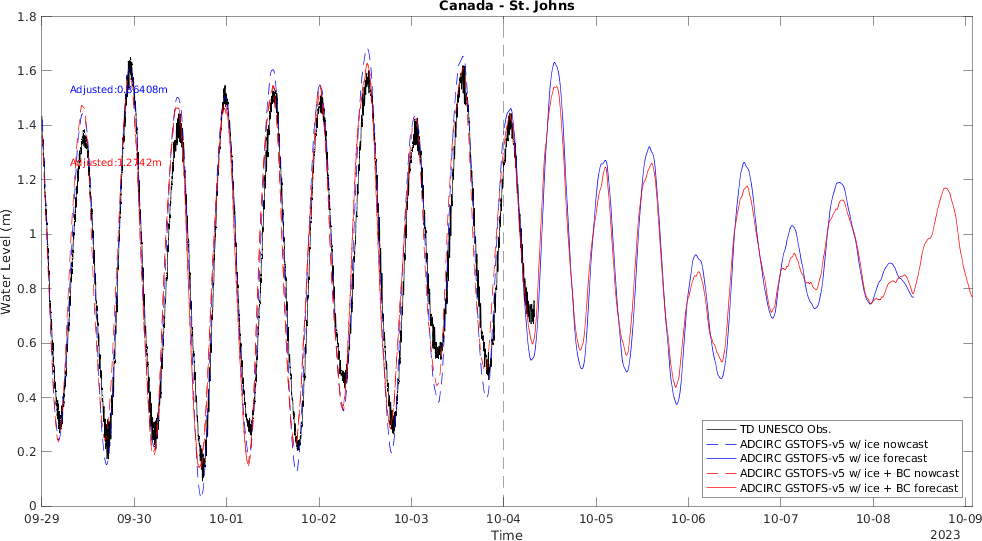 Canada - St. Johns
1.8
1.6
1.4
1.2
1
0.8
0.6
0.4
0.2
0
Water Level (m)
Adjusted:0.86408m
Adjusted:1.2742m
TD UNESCO Obs.
ADCIRC GSTOFS-v5 w/ ice nowcast
ADCIRC GSTOFS-v5 w/ ice forecast
ADCIRC GSTOFS-v5 w/ ice + BC nowcast
ADCIRC GSTOFS-v5 w/ ice + BC forecast
09-29 09-30 10-01 10-02 10-03 10-04 10-05 10-06 10-07 10-08 10-09
Time
2023